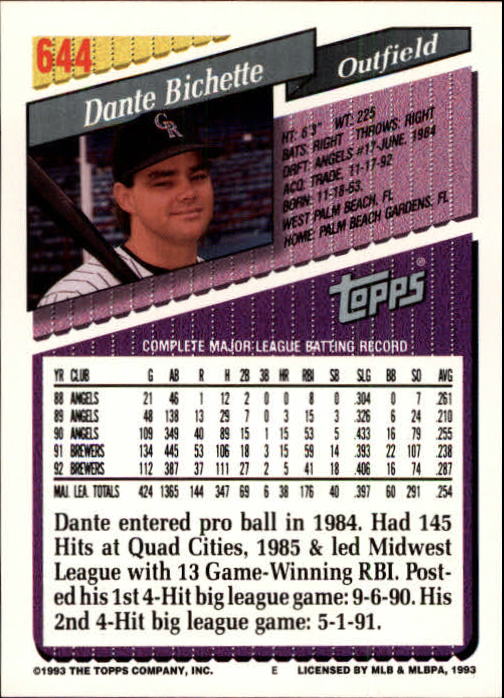 644
Dante Bichette
Outfield
CR
HT: 6'3" WT: 225
BATS: RIGHT THROWS: RIGHT
DRFT: ANGELS #17-JUNE, 1984
ACQ: TRADE, 11-17-92
BORN: 11-18-63,
WEST PALM BEACH, FL
HOME: PALM BEACH GARDENS, FL
TOPPS®
COMPLETE MAJOR LEAGUE BATTING RECORD
YR CLUB G AB R H 2B 3B HR RBI SB SLG BB SO AVG
88 ANGELS 21 46 1 12 2 0 0 8 0 .304 0 7 .261
89 ANGELS 48 138 13 29 7 0 3 15 3 .326 6 24 .210
90 ANGELS 109 349 40 89 15 1 15 53 5 .433 16 79 .255
91 BREWERS 134 445 53 106 18 3 15 59 14 .393 22 107 .238
92 BREWERS 112 387 37 111 27 2 5 41 18 .406 16 74 .287
MAJ. LEA. TOTALS 424 1365 144 347 69 6 38 176 40 .397 60 291 .254
Dante entered pro ball in 1984. Had 145
Hits at Quad Cities, 1985 & led Midwest
League with 13 Game-Winning RBI. Post-
ed his 1st 4-Hit big league game: 9-6-90. His
2nd 4-Hit big league game: 5-1-91.
©1993 THE TOPPS COMPANY, INC. E LICENSED BY MLB & MLBPA, 1993